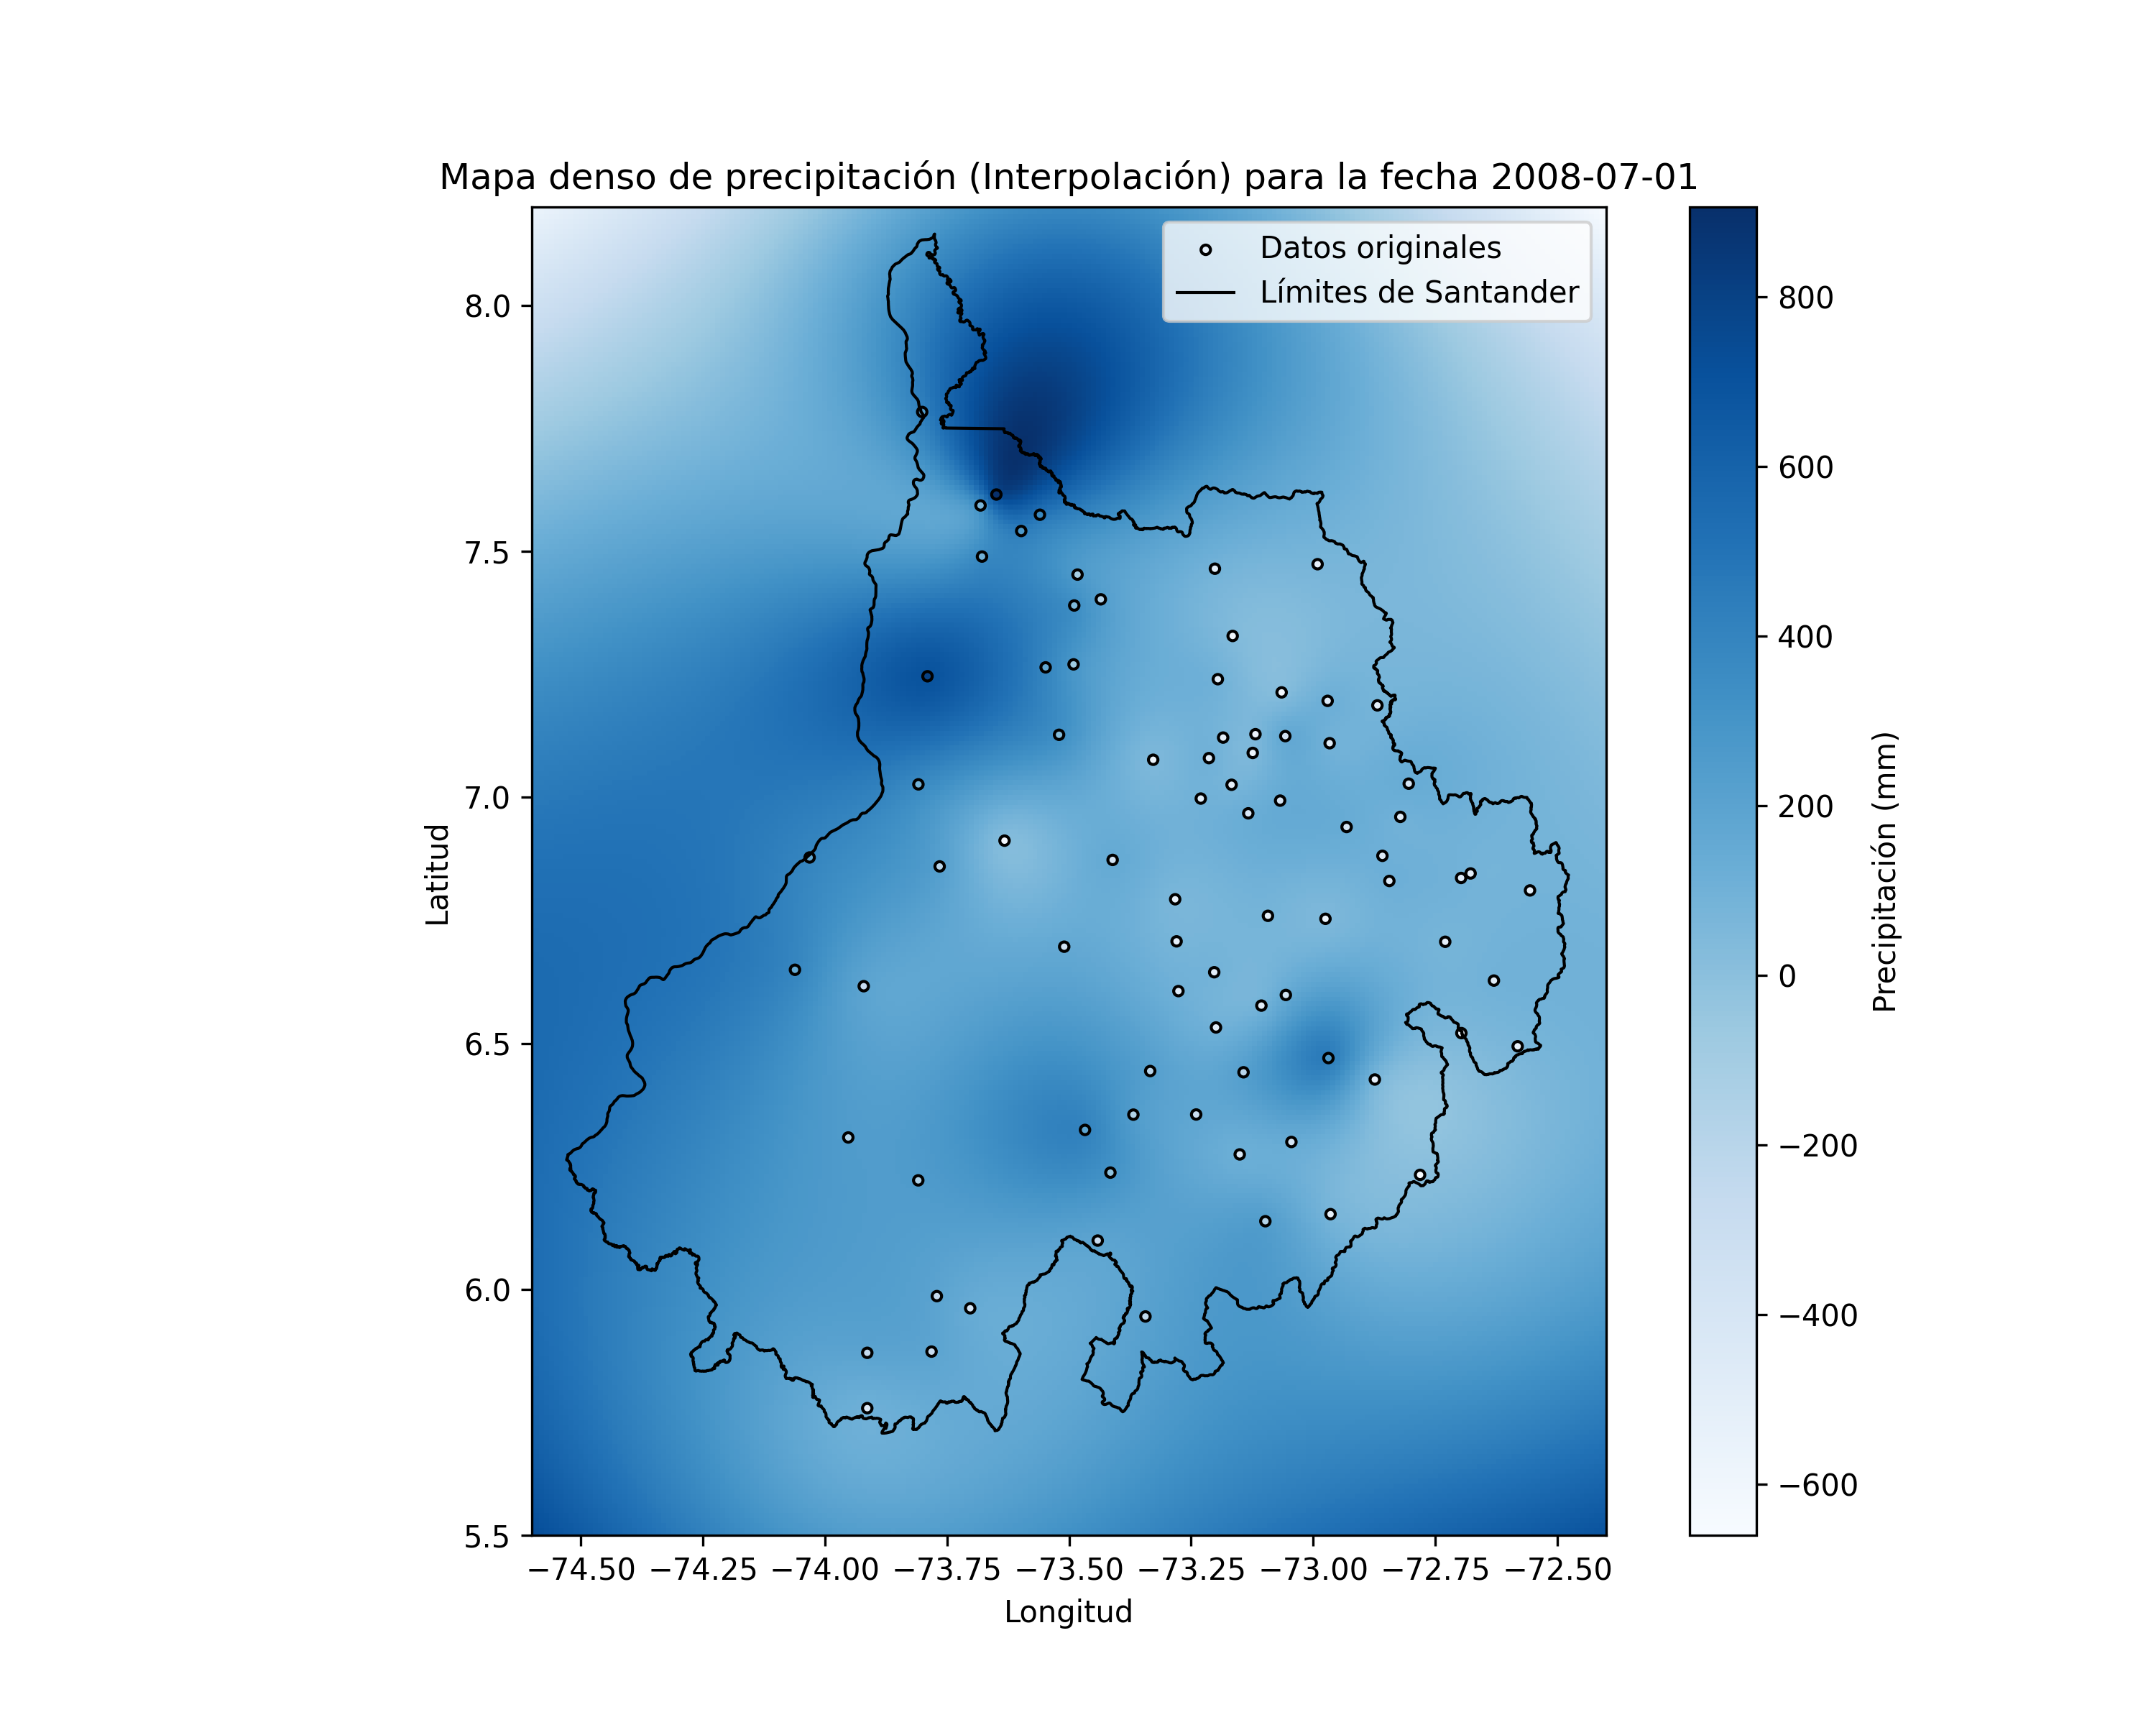 Mapa denso de precipitación (Interpolación) para la fecha 2008-07-01
Datos originales
Límites de Santander
8.0
7.5
7.0
6.5
6.0
5.5
Latitud
−74.50 −74.25 −74.00 −73.75 −73.50 −73.25 −73.00 −72.75 −72.50
Longitud
800
600
400
200
0
−200
−400
−600
Precipitación (mm)